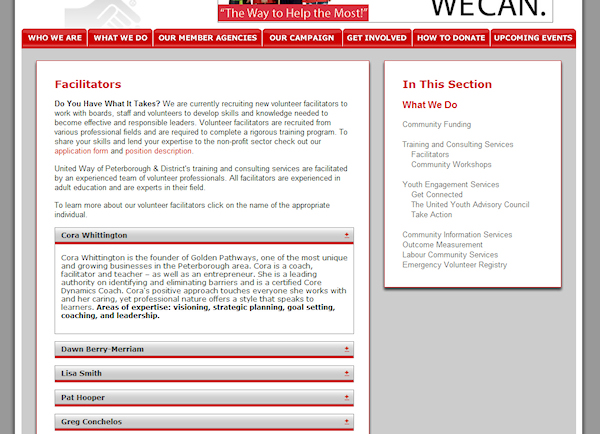 "The Way to Help the Most!"
WECAN.
WHO WE ARE
WHAT WE DO
OUR MEMBER AGENCIES
OUR CAMPAIGN
GET INVOLVED
HOW TO DONATE
UPCOMING EVENTS
Facilitators
Do You Have What It Takes? We are currently recruiting new volunteer facilitators to
work with boards, staff and volunteers to develop skills and knowledge needed to
become effective and responsible leaders. Volunteer facilitators are recruited from
various professional fields and are required to complete a rigorous training program. To
share your skills and lend your expertise to the non-profit sector check out our
application form and position description.
United Way of Peterborough & District's training and consulting services are facilitated
by an experienced team of volunteer professionals. All facilitators are experienced in
adult education and are experts in their field.
To learn more about our volunteer facilitators click on the name of the appropriate
individual.
Cora Whittington
Cora Whittington is the founder of Golden Pathways, one of the most unique
and growing businesses in the Peterborough area. Cora is a coach,
facilitator and teacher – as well as an entrepreneur. She is a leading
authority on identifying and eliminating barriers and is a certified Core
Dynamics Coach. Cora's positive approach touches everyone she works with
and her caring, yet professional nature offers a style that speaks to
learners. Areas of expertise: visioning, strategic planning, goal setting,
coaching, and leadership.
Dawn Berry-Merriam
Lisa Smith
Pat Hooper
Greg Conchelos
In This Section
What We Do
Community Funding
Training and Consulting Services
Facilitators
Community Workshops
Youth Engagement Services
Get Connected
The United Youth Advisory Council
Take Action
Community Information Services
Outcome Measurement
Labour Community Services
Emergency Volunteer Registry